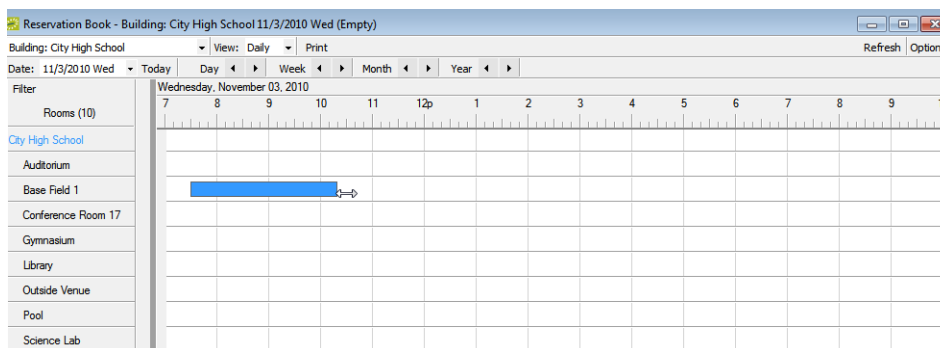 Reservation Book - Building: City High School 11/3/2010 Wed (Empty)
Building: City High School View: Daily Print Refresh Option
Date: 11/3/2010 Wed Today Day Week Month Year
Filter Wednesday, November 03, 2010
7 8 9 10 11 12p 1 2 3 4 5 6 7 8 9
Rooms (10)
City High School
Auditorium
Base Field 1
Conference Room 17
Gymnasium
Library
Outside Venue
Pool
Science Lab